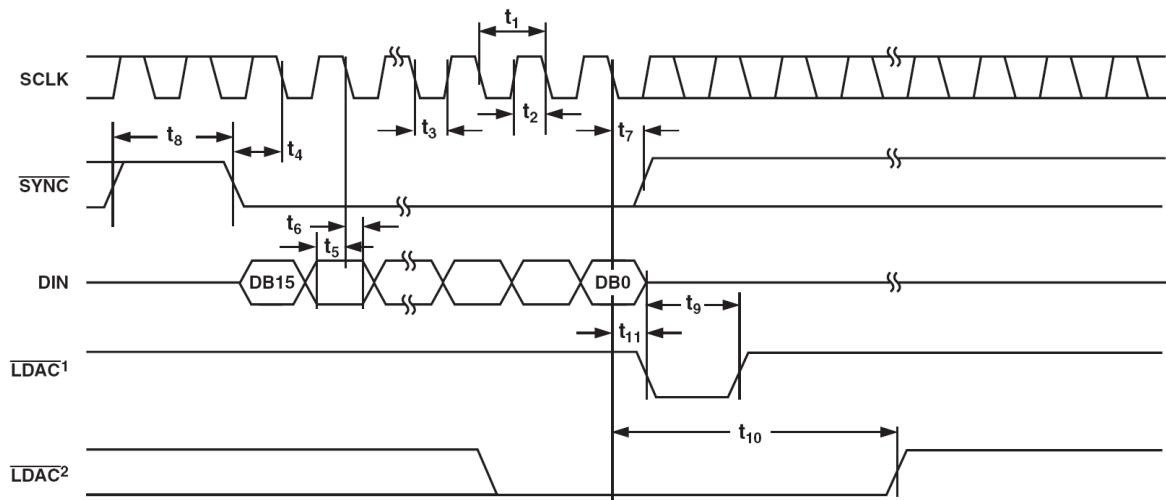 t1
SCLK
t8
t4
t3
t2
t7
SYNC
t6
t5
DIN
DB15
DB0
t9
t11
LDAC1
t10
LDAC2